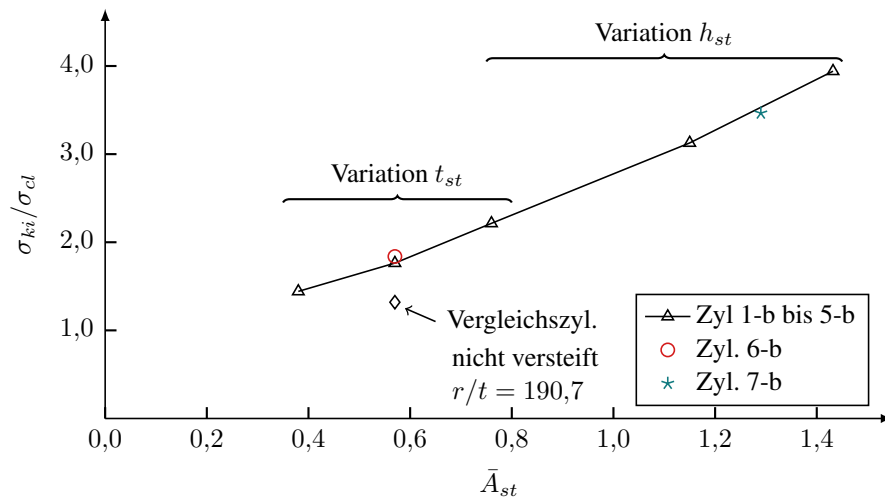 Variation $h_{st}$
4,0
3,0
Variation $t_{st}$
$\sigma_{ki}/\sigma_{cl}$
2,0
1,0
Vergleichszyl.
nicht versteift
$r/t = 190{,}7$
Zyl 1-b bis 5-b
Zyl. 6-b
Zyl. 7-b
0,0 0,2 0,4 0,6 0,8 1,0 1,2 1,4
$\bar{A}_{st}$